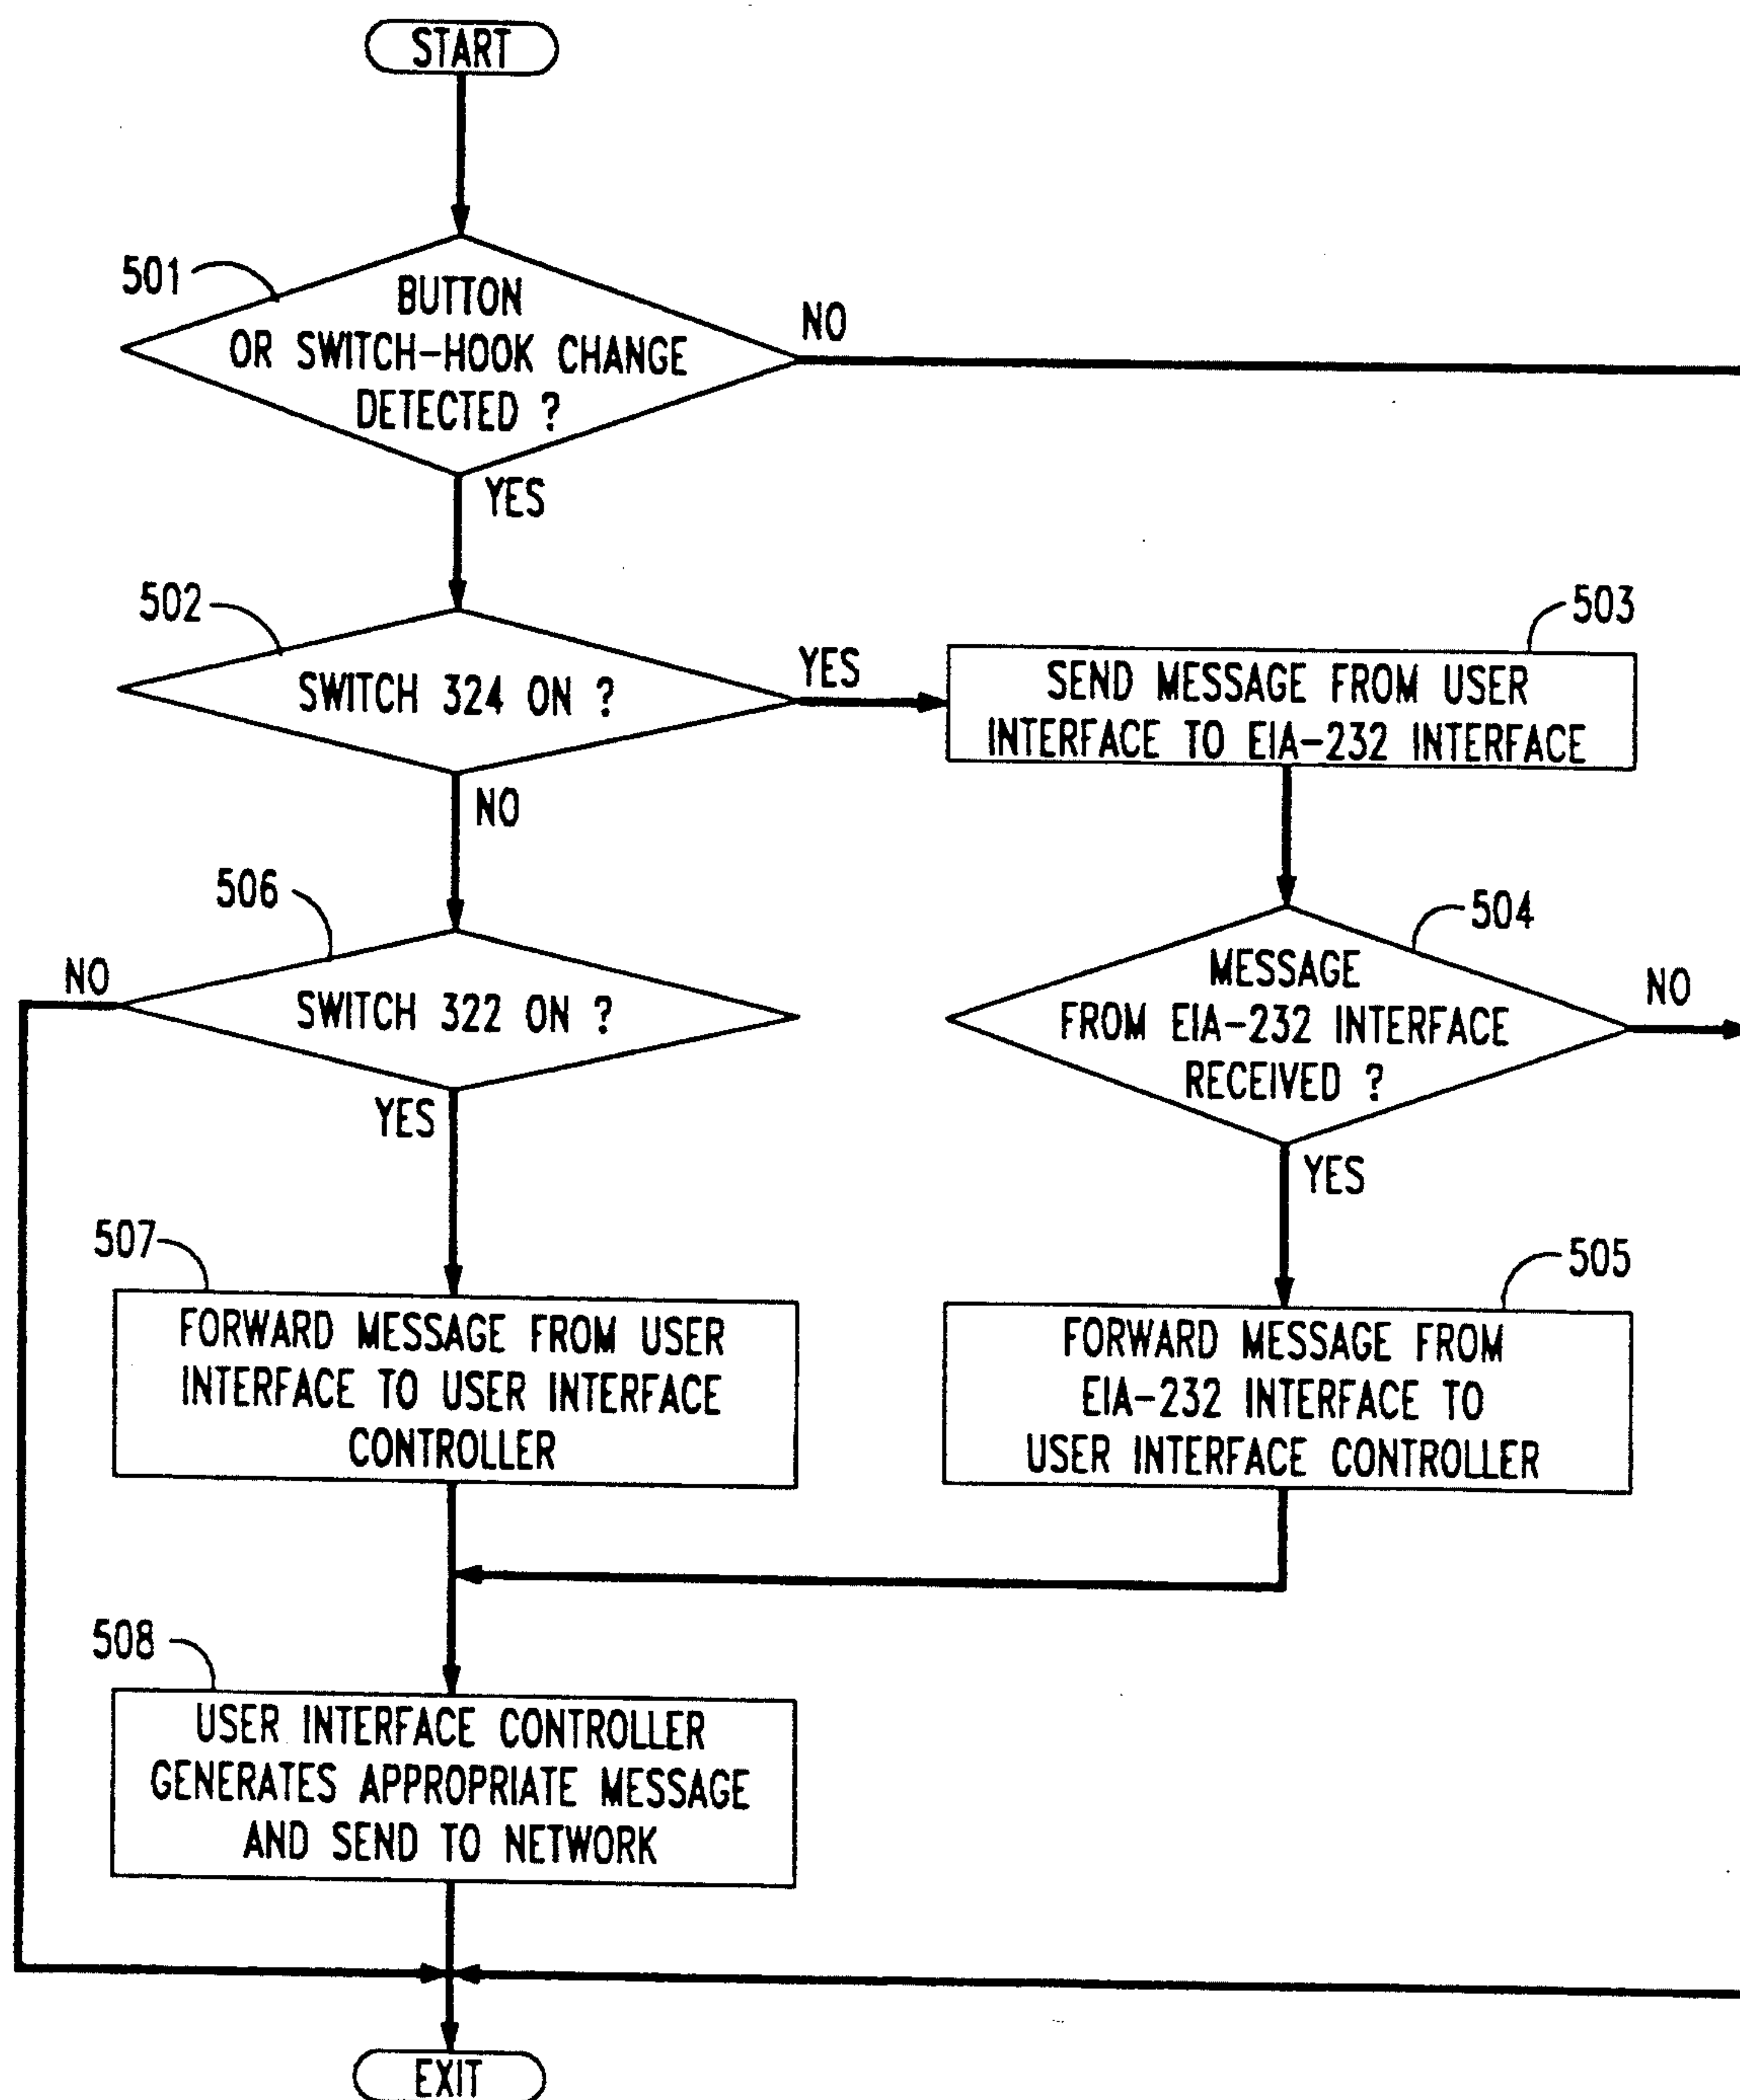 START
501
BUTTON
OR SWITCH-HOOK CHANGE
DETECTED ?
NO
YES
502
SWITCH 324 ON ?
YES
NO
503
SEND MESSAGE FROM USER
INTERFACE TO EIA-232 INTERFACE
506
NO
SWITCH 322 ON ?
YES
504
MESSAGE
FROM EIA-232 INTERFACE
RECEIVED ?
NO
YES
507
FORWARD MESSAGE FROM USER
INTERFACE TO USER INTERFACE
CONTROLLER
505
FORWARD MESSAGE FROM
EIA-232 INTERFACE TO
USER INTERFACE CONTROLLER
508
USER INTERFACE CONTROLLER
GENERATES APPROPRIATE MESSAGE
AND SEND TO NETWORK
EXIT